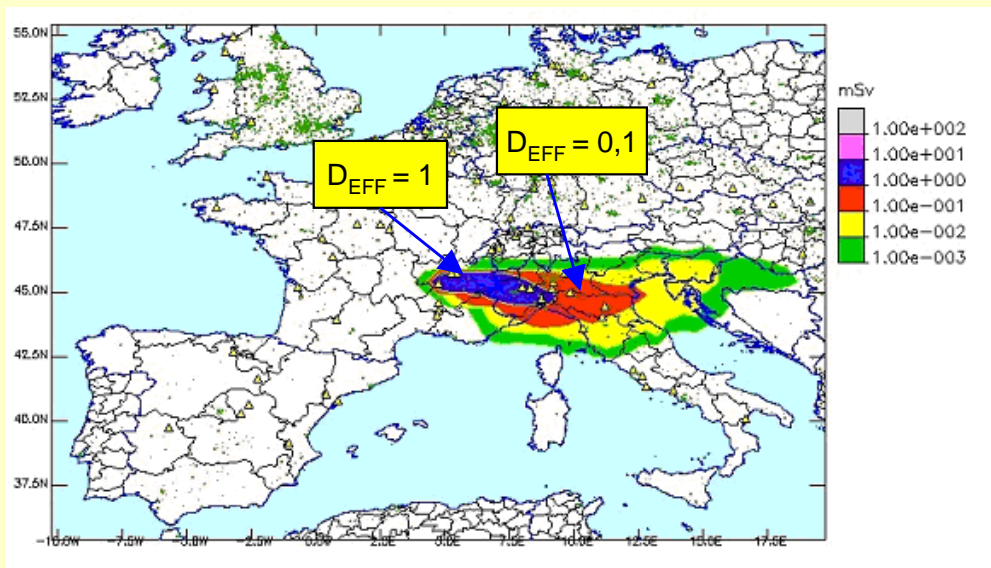 55.0N
52.5N
50.0N
47.5N
45.0N
42.5N
40.0N
37.5N
-10.0W -7.5W -5.0W -2.5W 0.0W 2.5E 5.0E 7.5E 10.0E 12.5E 15.0E 17.5E
D_EFF = 1
D_EFF = 0,1
mSv
1.00e+002
1.00e+001
1.00e+000
1.00e-001
1.00e-002
1.00e-003